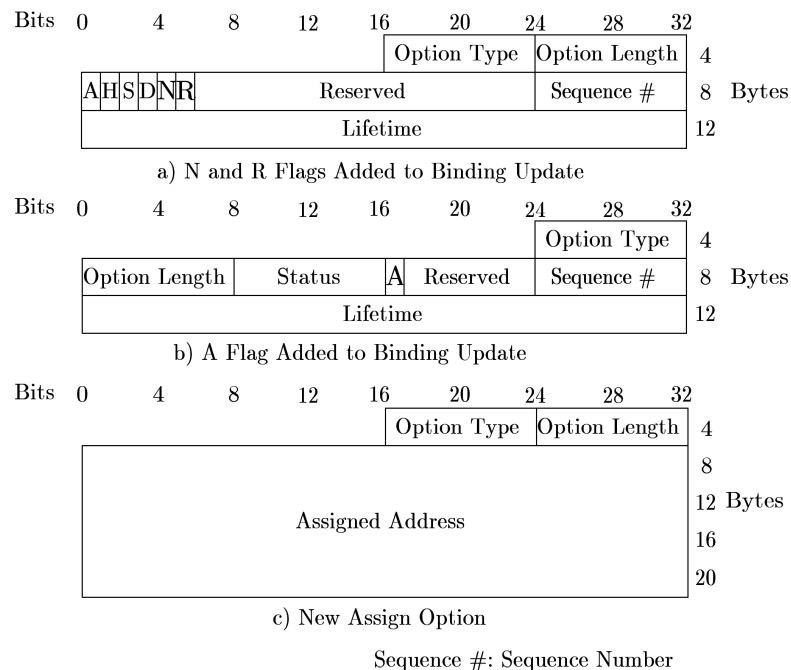 Bits 0 4 8 12 16 20 24 28 32
Option Type Option Length 4
A H S D N R Reserved Sequence # 8 Bytes
Lifetime 12
a) N and R Flags Added to Binding Update
Bits 0 4 8 12 16 20 24 28 32
Option Type 4
Option Length Status A Reserved Sequence # 8 Bytes
Lifetime 12
b) A Flag Added to Binding Update
Bits 0 4 8 12 16 20 24 28 32
Option Type Option Length 4
8
12 Bytes
Assigned Address
16
20
c) New Assign Option
Sequence #: Sequence Number